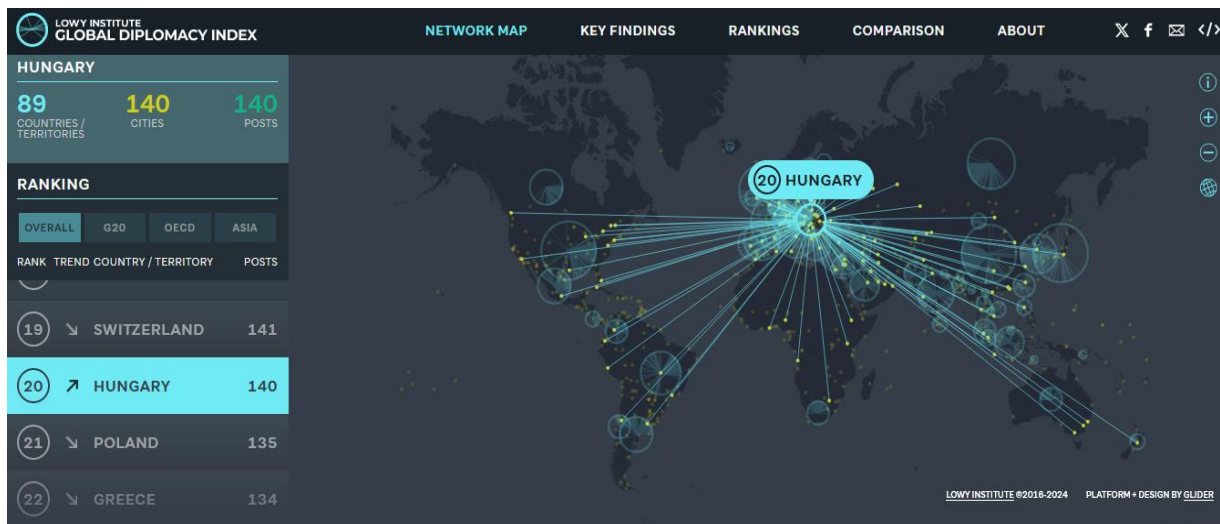 LOWY INSTITUTE
GLOBAL DIPLOMACY INDEX
NETWORK MAP KEY FINDINGS RANKINGS COMPARISON ABOUT
HUNGARY
89 140 140
COUNTRIES / TERRITORIES CITIES POSTS
20 HUNGARY
RANKING
OVERALL G20 OECD ASIA
RANK TREND COUNTRY / TERRITORY POSTS
19 SWITZERLAND 141
20 HUNGARY 140
21 POLAND 135
22 GREECE 134
LOWY INSTITUTE ©2016-2024 PLATFORM + DESIGN BY GLIDER